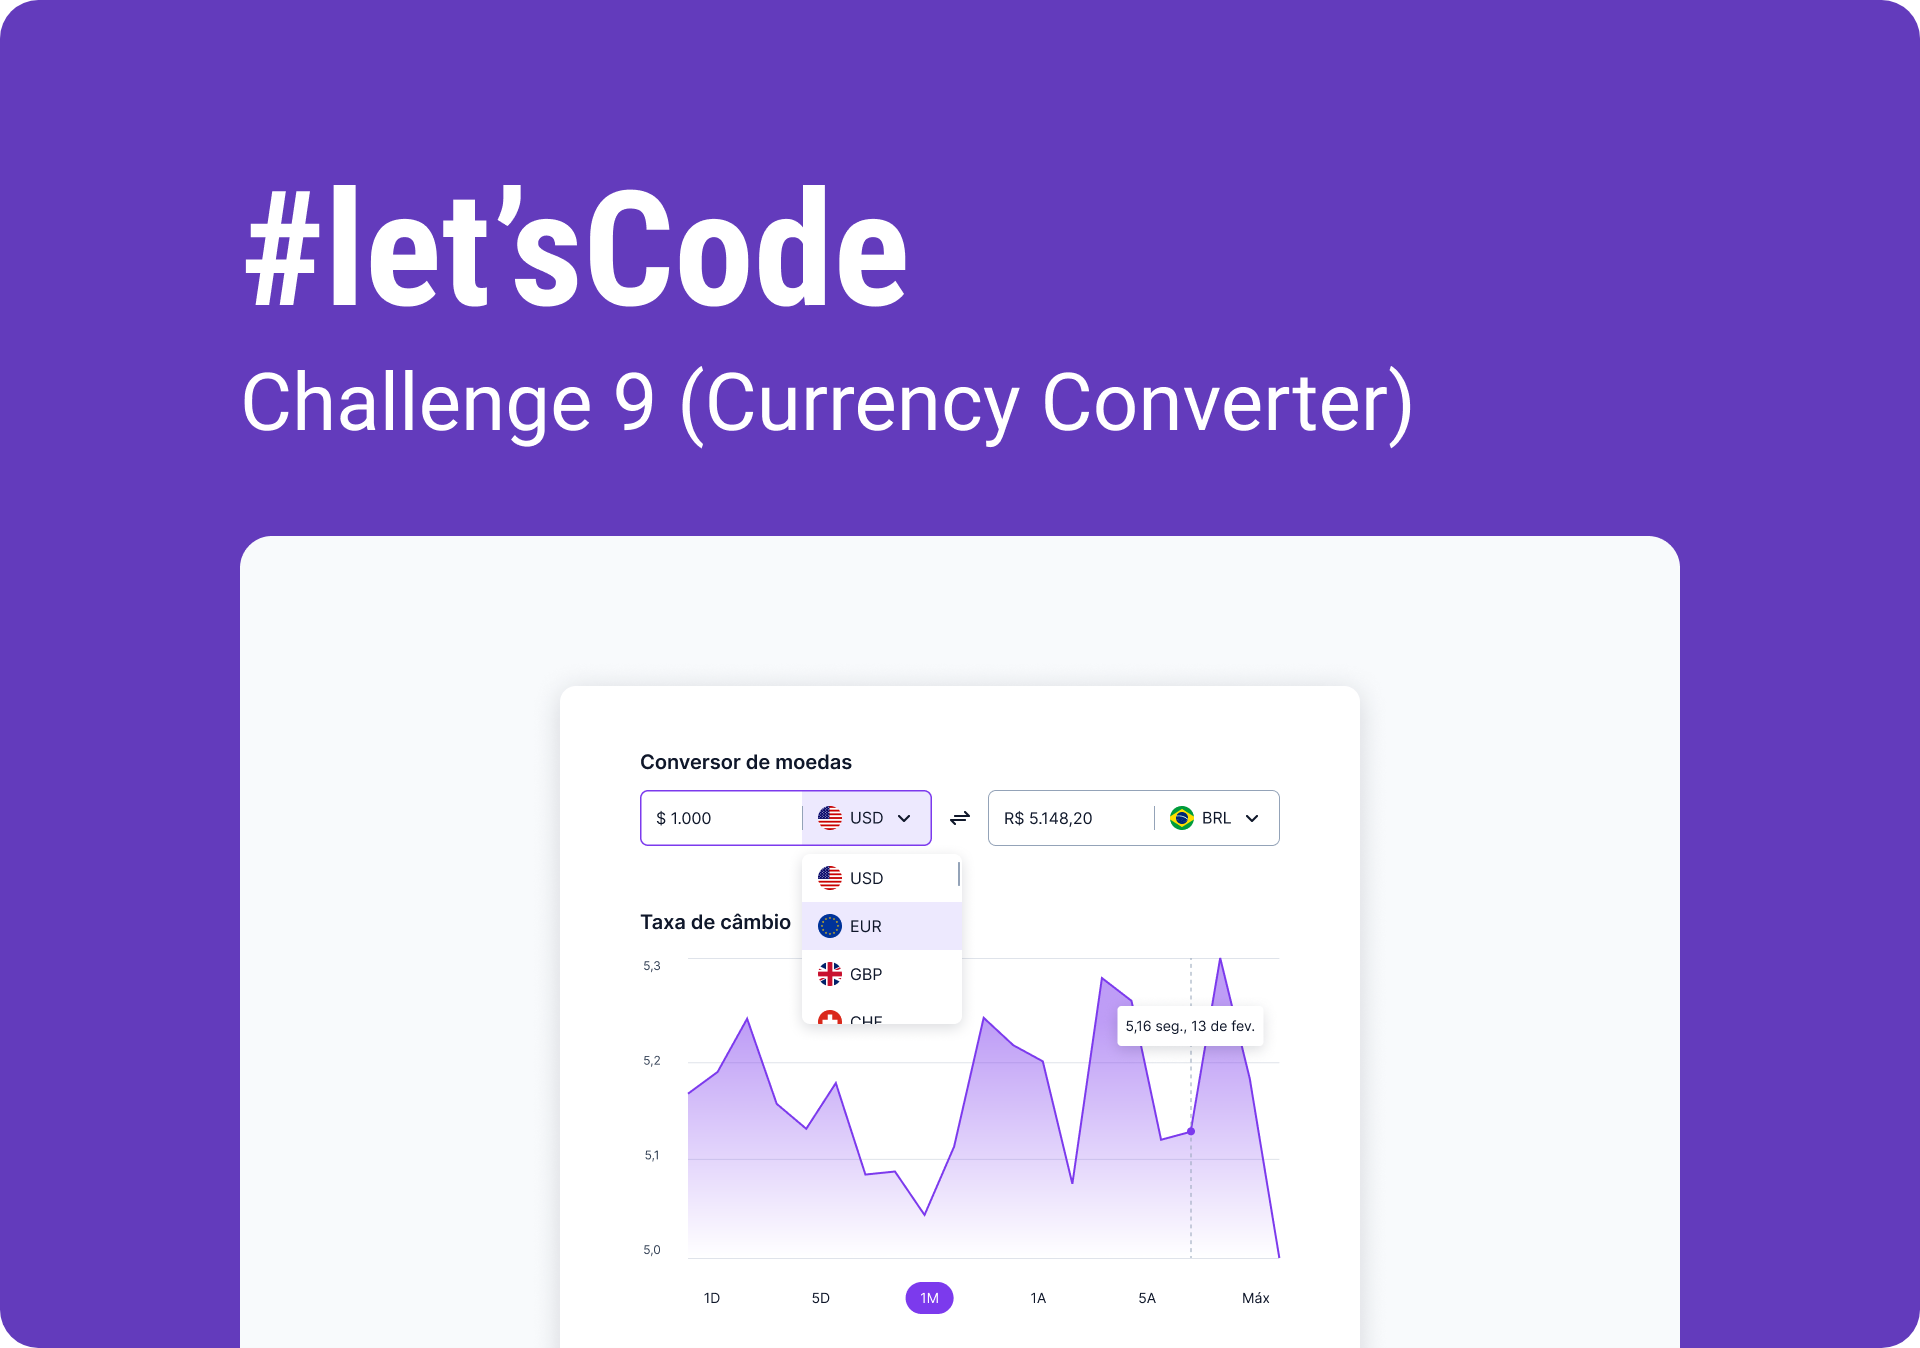 #let’sCode
Challenge 9 (Currency Converter)
Conversor de moedas
$ 1.000
USD
R$ 5.148,20
BRL
USD
EUR
GBP
CHF
Taxa de câmbio
5,3
5,2
5,1
5,0
5,16 seg., 13 de fev.
1D
5D
1M
1A
5A
Máx